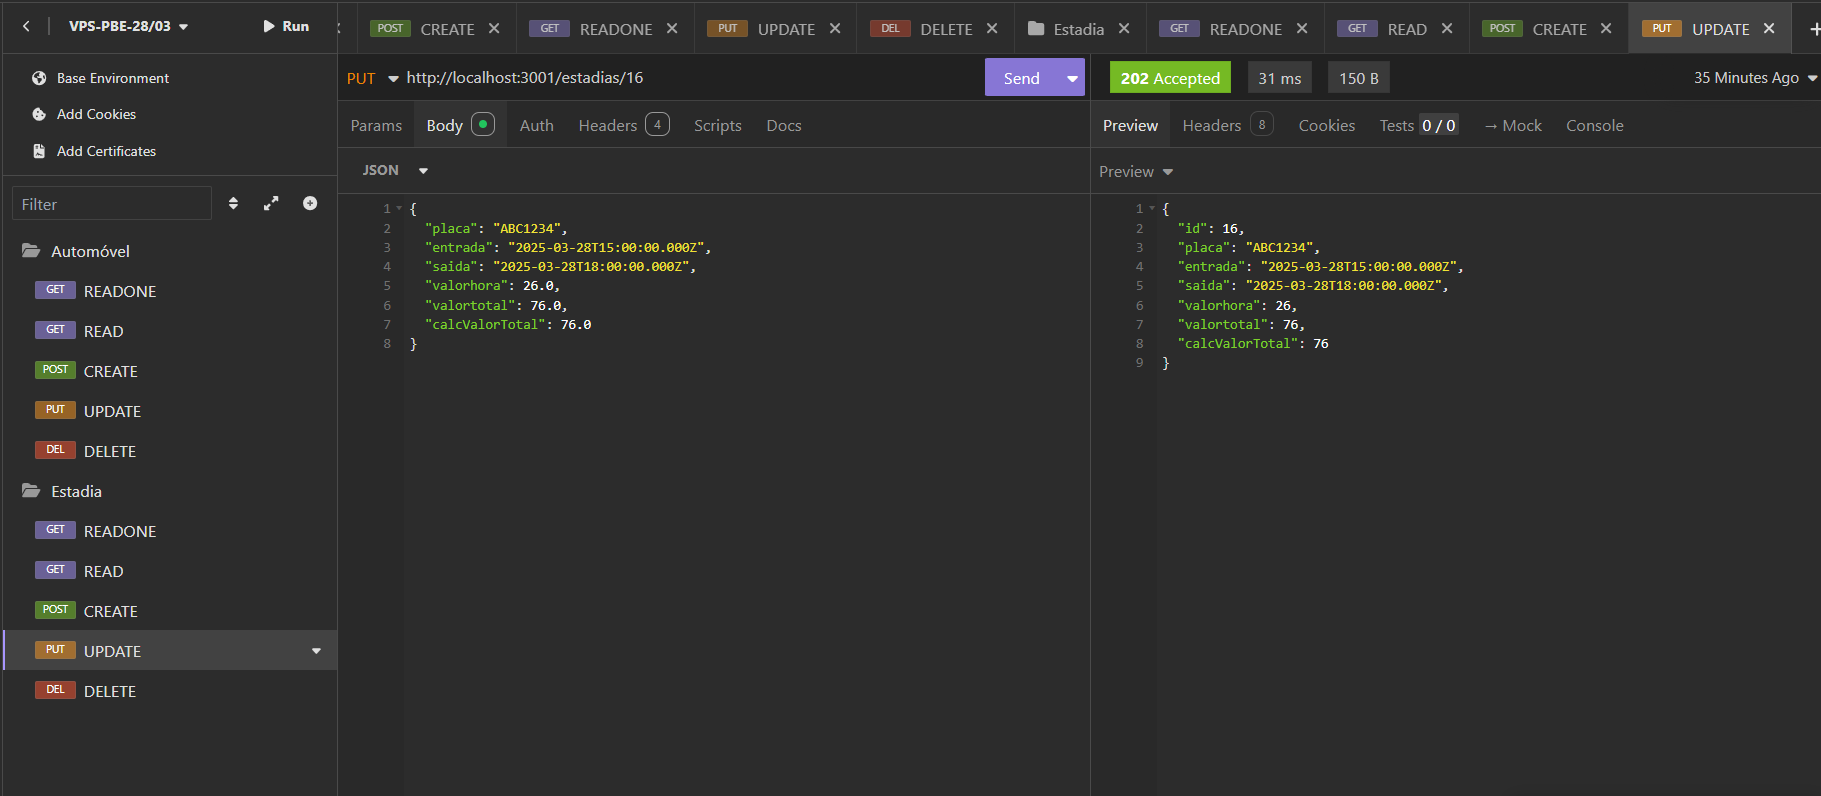 VPS-PBE-28/03
Run
Base Environment
Add Cookies
Add Certificates
Filter
Automóvel
GET READONE
GET READ
POST CREATE
PUT UPDATE
DEL DELETE
Estadia
GET READONE
GET READ
POST CREATE
PUT UPDATE
DEL DELETE
POST CREATE GET READONE PUT UPDATE DEL DELETE Estadia GET READONE GET READ POST CREATE PUT UPDATE
PUT http://localhost:3001/estadias/16 Send
Params Body Auth Headers 4 Scripts Docs
JSON
1 {
2 "placa": "ABC1234",
3 "entrada": "2025-03-28T15:00:00.000Z",
4 "saida": "2025-03-28T18:00:00.000Z",
5 "valorhora": 26.0,
6 "valortotal": 76.0,
7 "calcValorTotal": 76.0
8 }
202 Accepted 31 ms 150 B 35 Minutes Ago
Preview Headers 8 Cookies Tests 0 / 0 → Mock Console
Preview
1 {
2 "id": 16,
3 "placa": "ABC1234",
4 "entrada": "2025-03-28T15:00:00.000Z",
5 "saida": "2025-03-28T18:00:00.000Z",
6 "valorhora": 26,
7 "valortotal": 76,
8 "calcValorTotal": 76
9 }